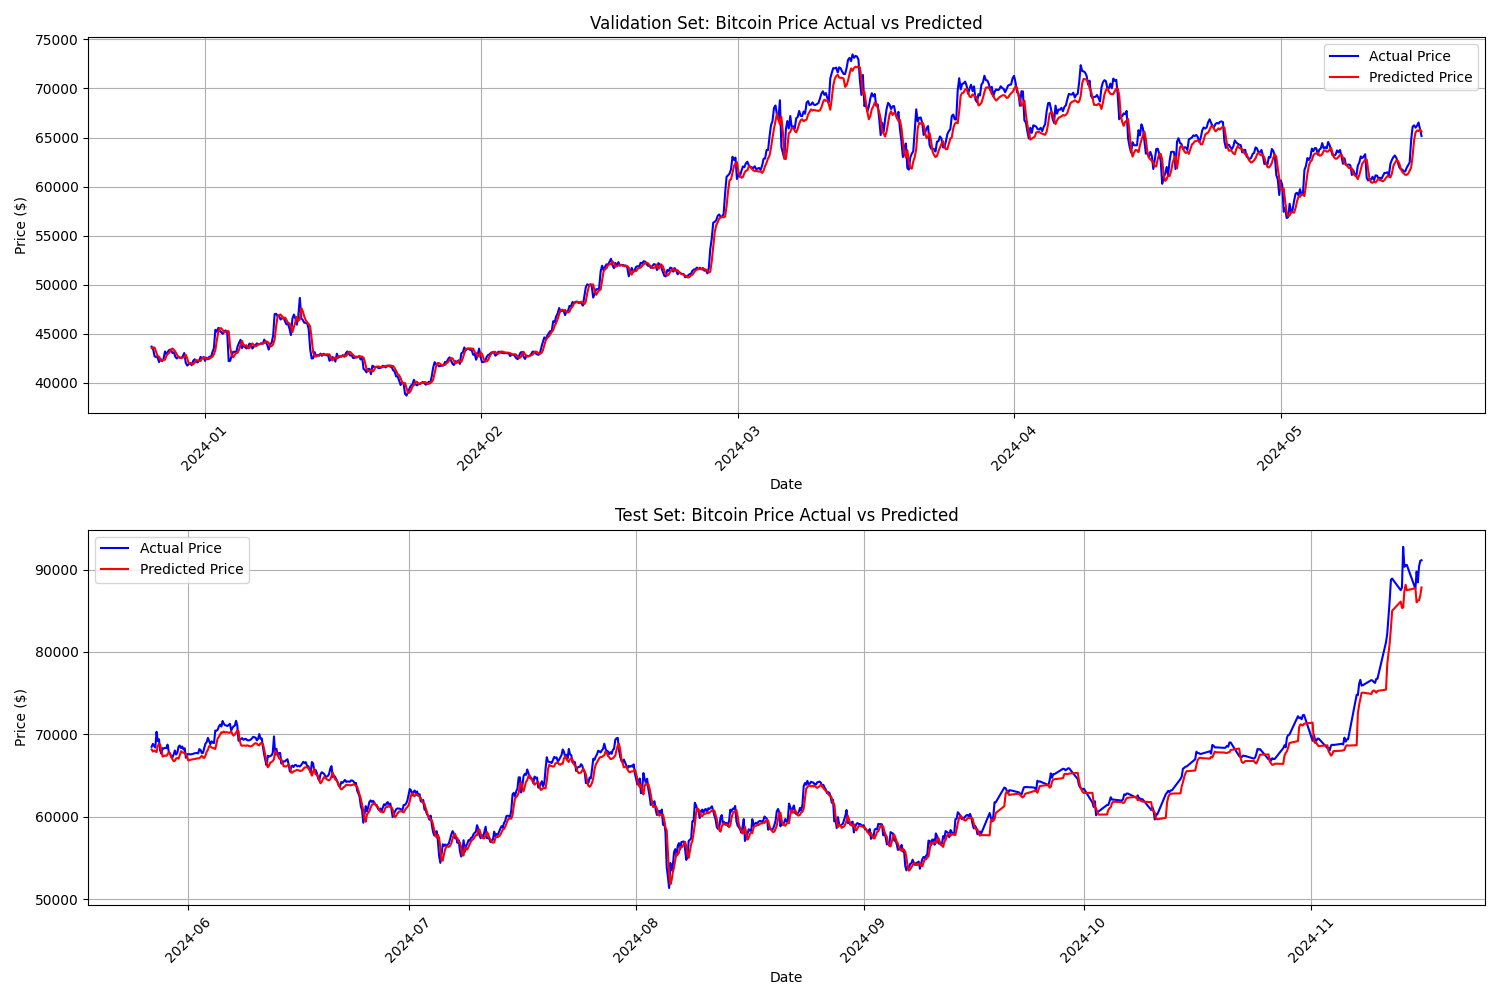 Validation Set: Bitcoin Price Actual vs Predicted
75000
70000
65000
60000
55000
50000
45000
40000
Price ($)
Actual Price
Predicted Price
2024-01
2024-02
2024-03
2024-04
2024-05
Date
Test Set: Bitcoin Price Actual vs Predicted
Actual Price
Predicted Price
90000
80000
70000
60000
50000
Price ($)
2024-06
2024-07
2024-08
2024-09
2024-10
2024-11
Date